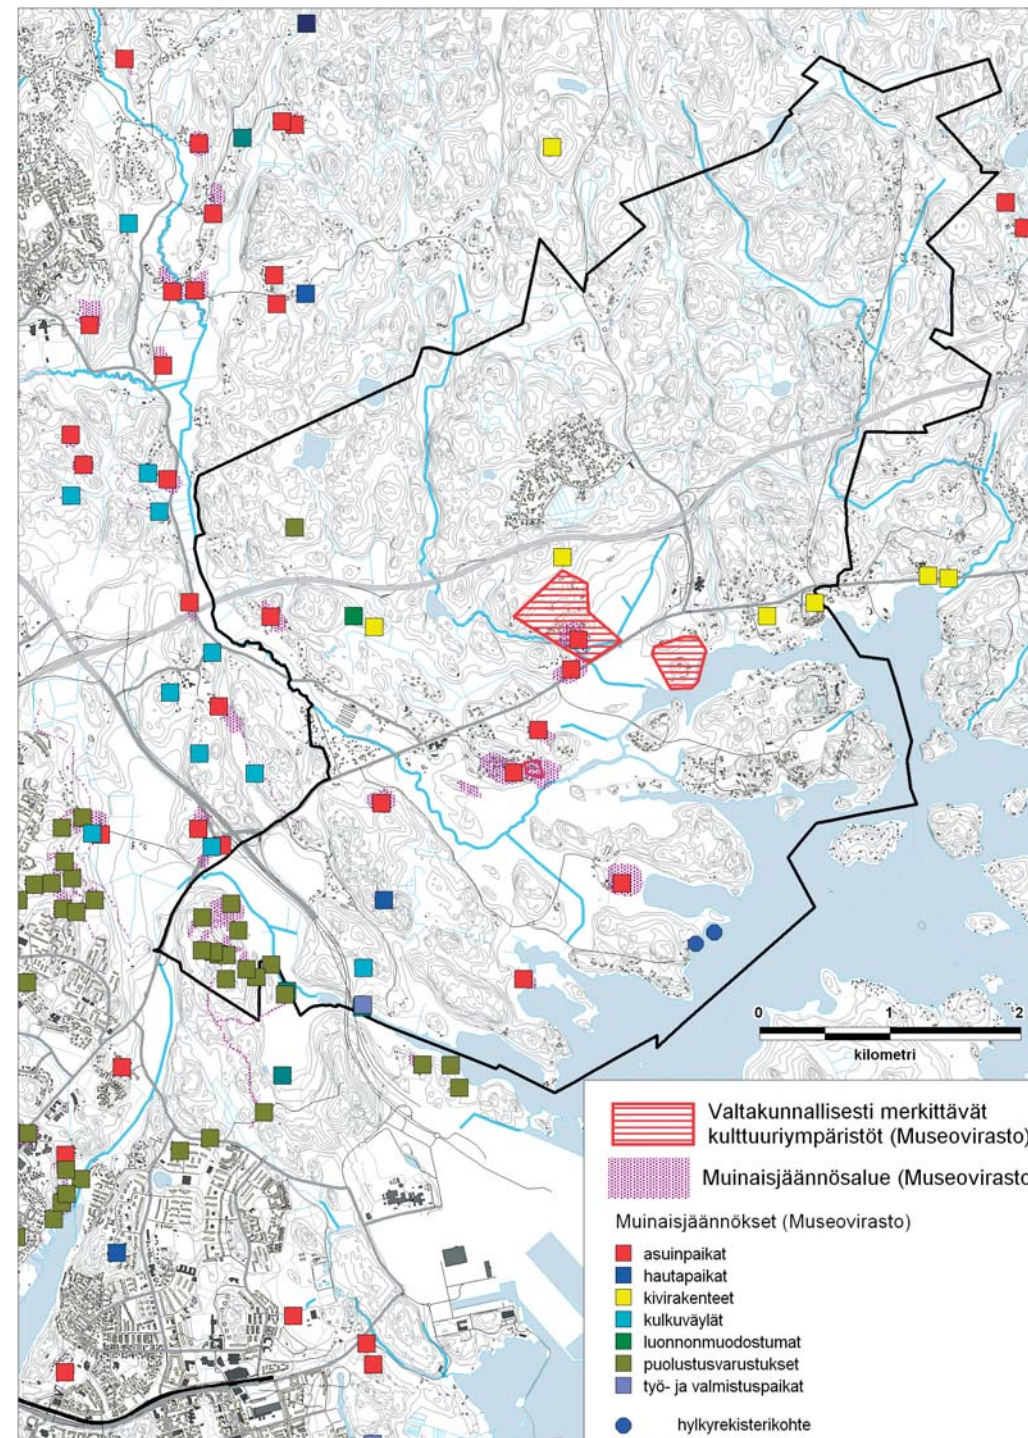 0 1 2
kilometri
Valtakunnallisesti merkittävät
kulttuuriympäristöt (Museovirasto)
Muinaisjäännösalue (Museovirasto
Muinaisjäännökset (Museovirasto)
asuinpaikat
hautapaikat
kivirakenteet
kulkuväylät
luonnonmuodostumat
puolustusvarustukset
työ- ja valmistuspaikat
hylkyrekisterikohte